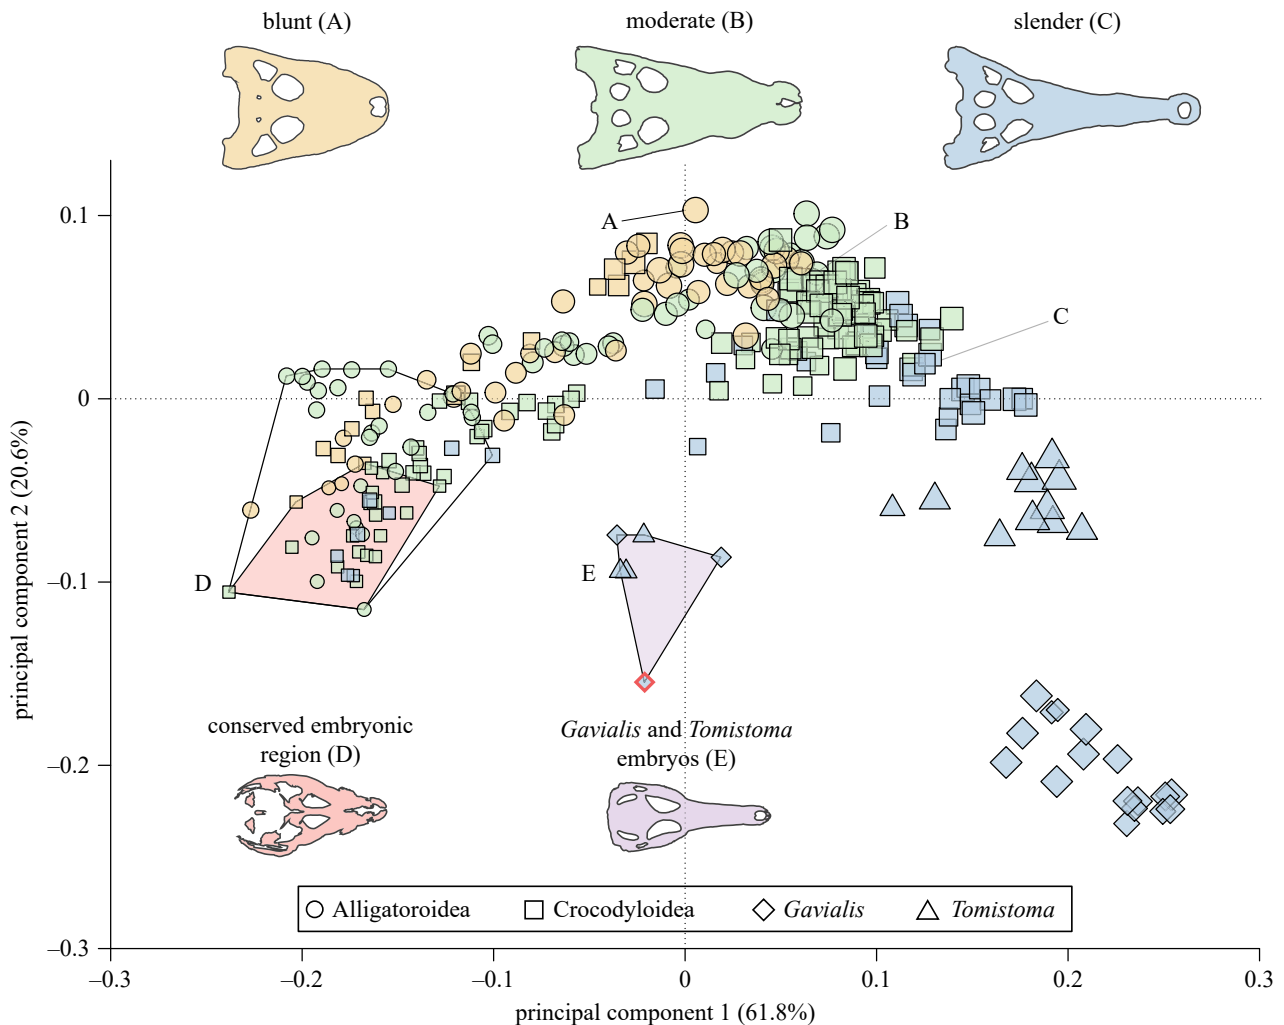 blunt (A)
moderate (B)
slender (C)
0.1
0
–0.1
–0.2
–0.3
principal component 2 (20.6%)
A
B
C
D
E
conserved embryonic
region (D)
Gavialis and Tomistoma
embryos (E)
Alligatoroidea
Crocodyloidea
Gavialis
Tomistoma
–0.3
–0.2
–0.1
0
0.1
0.2
0.3
principal component 1 (61.8%)